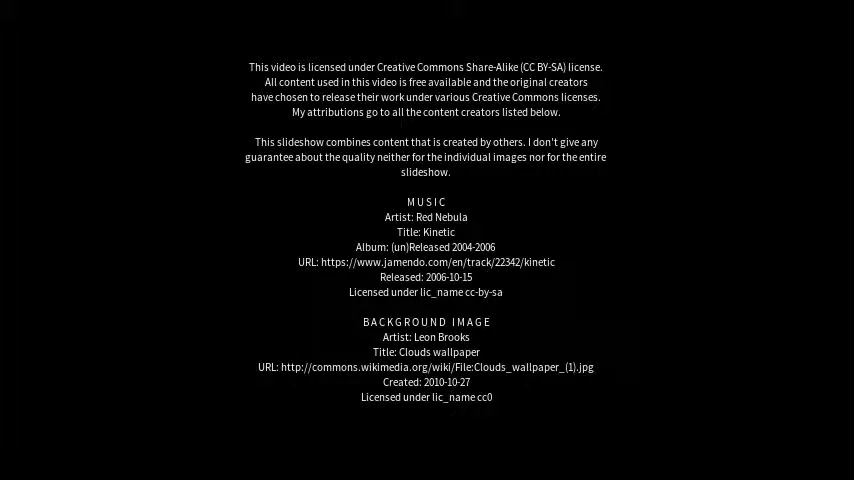 This video is licensed under Creative Commons Share-Alike (CC BY-SA) license.
All content used in this video is free available and the original creators
have chosen to release their work under various Creative Commons licenses.
My attributions go to all the content creators listed below.
This slideshow combines content that is created by others. I don't give any
guarantee about the quality neither for the individual images nor for the entire
slideshow.
M U S I C
Artist: Red Nebula
Title: Kinetic
Album: (un)Released 2004-2006
URL: https://www.jamendo.com/en/track/22342/kinetic
Released: 2006-10-15
Licensed under lic_name cc-by-sa
B A C K G R O U N D   I M A G E
Artist: Leon Brooks
Title: Clouds wallpaper
URL: http://commons.wikimedia.org/wiki/File:Clouds_wallpaper_(1).jpg
Created: 2010-10-27
Licensed under lic_name cc0